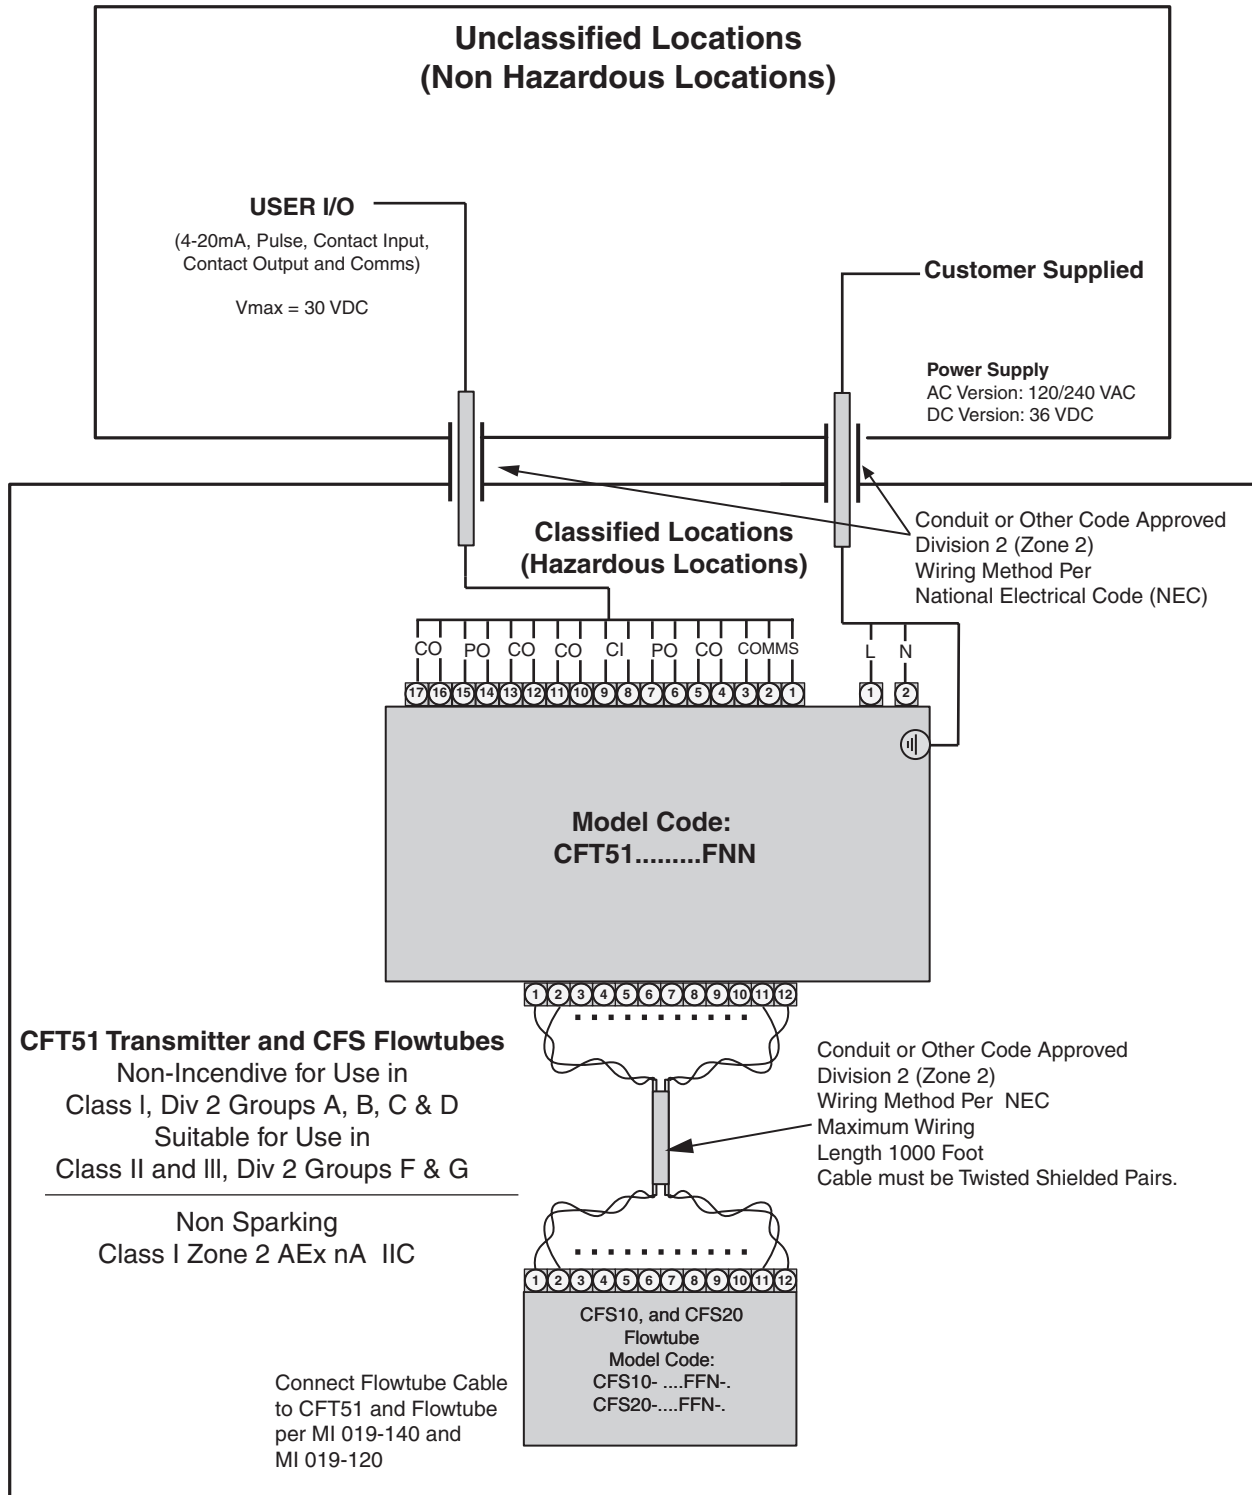 Unclassified Locations
(Non Hazardous Locations)
USER I/O
(4-20mA, Pulse, Contact Input,
Contact Output and Comms)
Vmax = 30 VDC
Customer Supplied
Power Supply
AC Version: 120/240 VAC
DC Version: 36 VDC
Classified Locations
(Hazardous Locations)
Conduit or Other Code Approved
Division 2 (Zone 2)
Wiring Method Per
National Electrical Code (NEC)
CO PO CO CO CI PO CO COMMS L N
17 16 15 14 13 12 11 10 9 8 7 6 5 4 3 2 1 1 2
Model Code:
CFT51.........FNN
1 2 3 4 5 6 7 8 9 10 11 12
CFT51 Transmitter and CFS Flowtubes
Non-Incendive for Use in
Class I, Div 2 Groups A, B, C & D
Suitable for Use in
Class II and III, Div 2 Groups F & G
Non Sparking
Class I Zone 2 AEx nA IIC
Conduit or Other Code Approved
Division 2 (Zone 2)
Wiring Method Per NEC
Maximum Wiring
Length 1000 Foot
Cable must be Twisted Shielded Pairs.
1 2 3 4 5 6 7 8 9 10 11 12
CFS10, and CFS20
Flowtube
Model Code:
CFS10- ....FFN-.
CFS20-....FFN-.
Connect Flowtube Cable
to CFT51 and Flowtube
per MI 019-140 and
MI 019-120